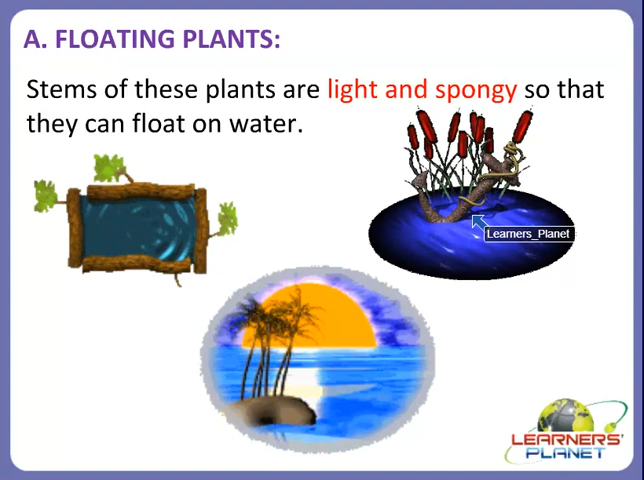 A. FLOATING PLANTS:
Stems of these plants are light and spongy so that
they can float on water.
Learners_Planet
LEARNERS'
PLANET